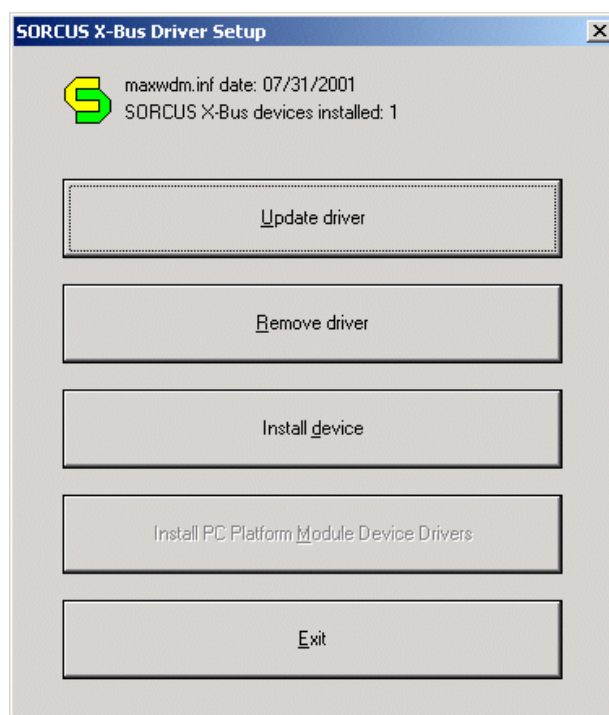 SORCUS X-Bus Driver Setup
maxwdm.inf date: 07/31/2001
SORCUS X-Bus devices installed: 1
Update driver
Remove driver
Install device
Install PC Platform Module Device Drivers
Exit